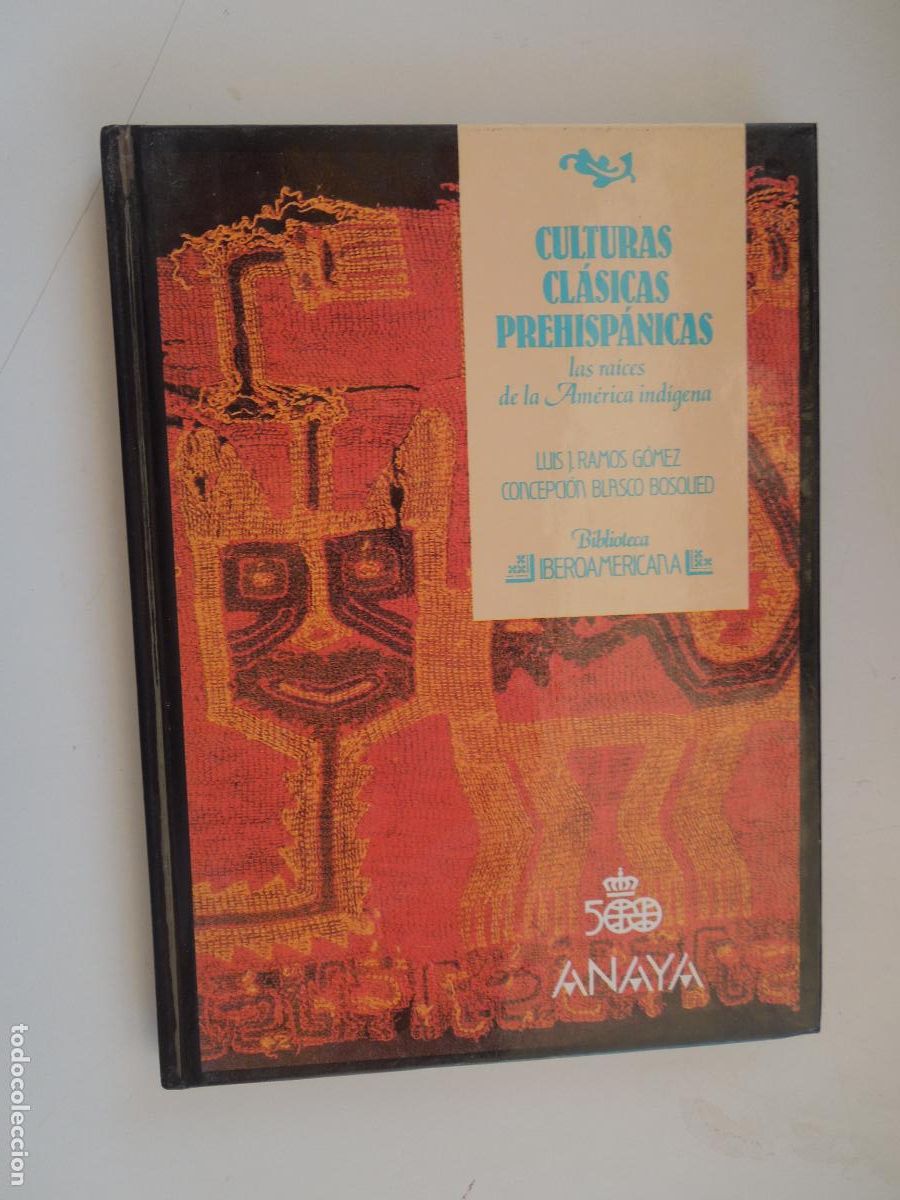 CULTURAS
CLÁSICAS
PREHISPÁNICAS
las raíces
de la América indígena
LUIS J. RAMOS GÓMEZ
CONCEPCIÓN BLASCO BOSQUED
Biblioteca
IBEROAMERICANA
500
ANAYA
todocoleccion.net